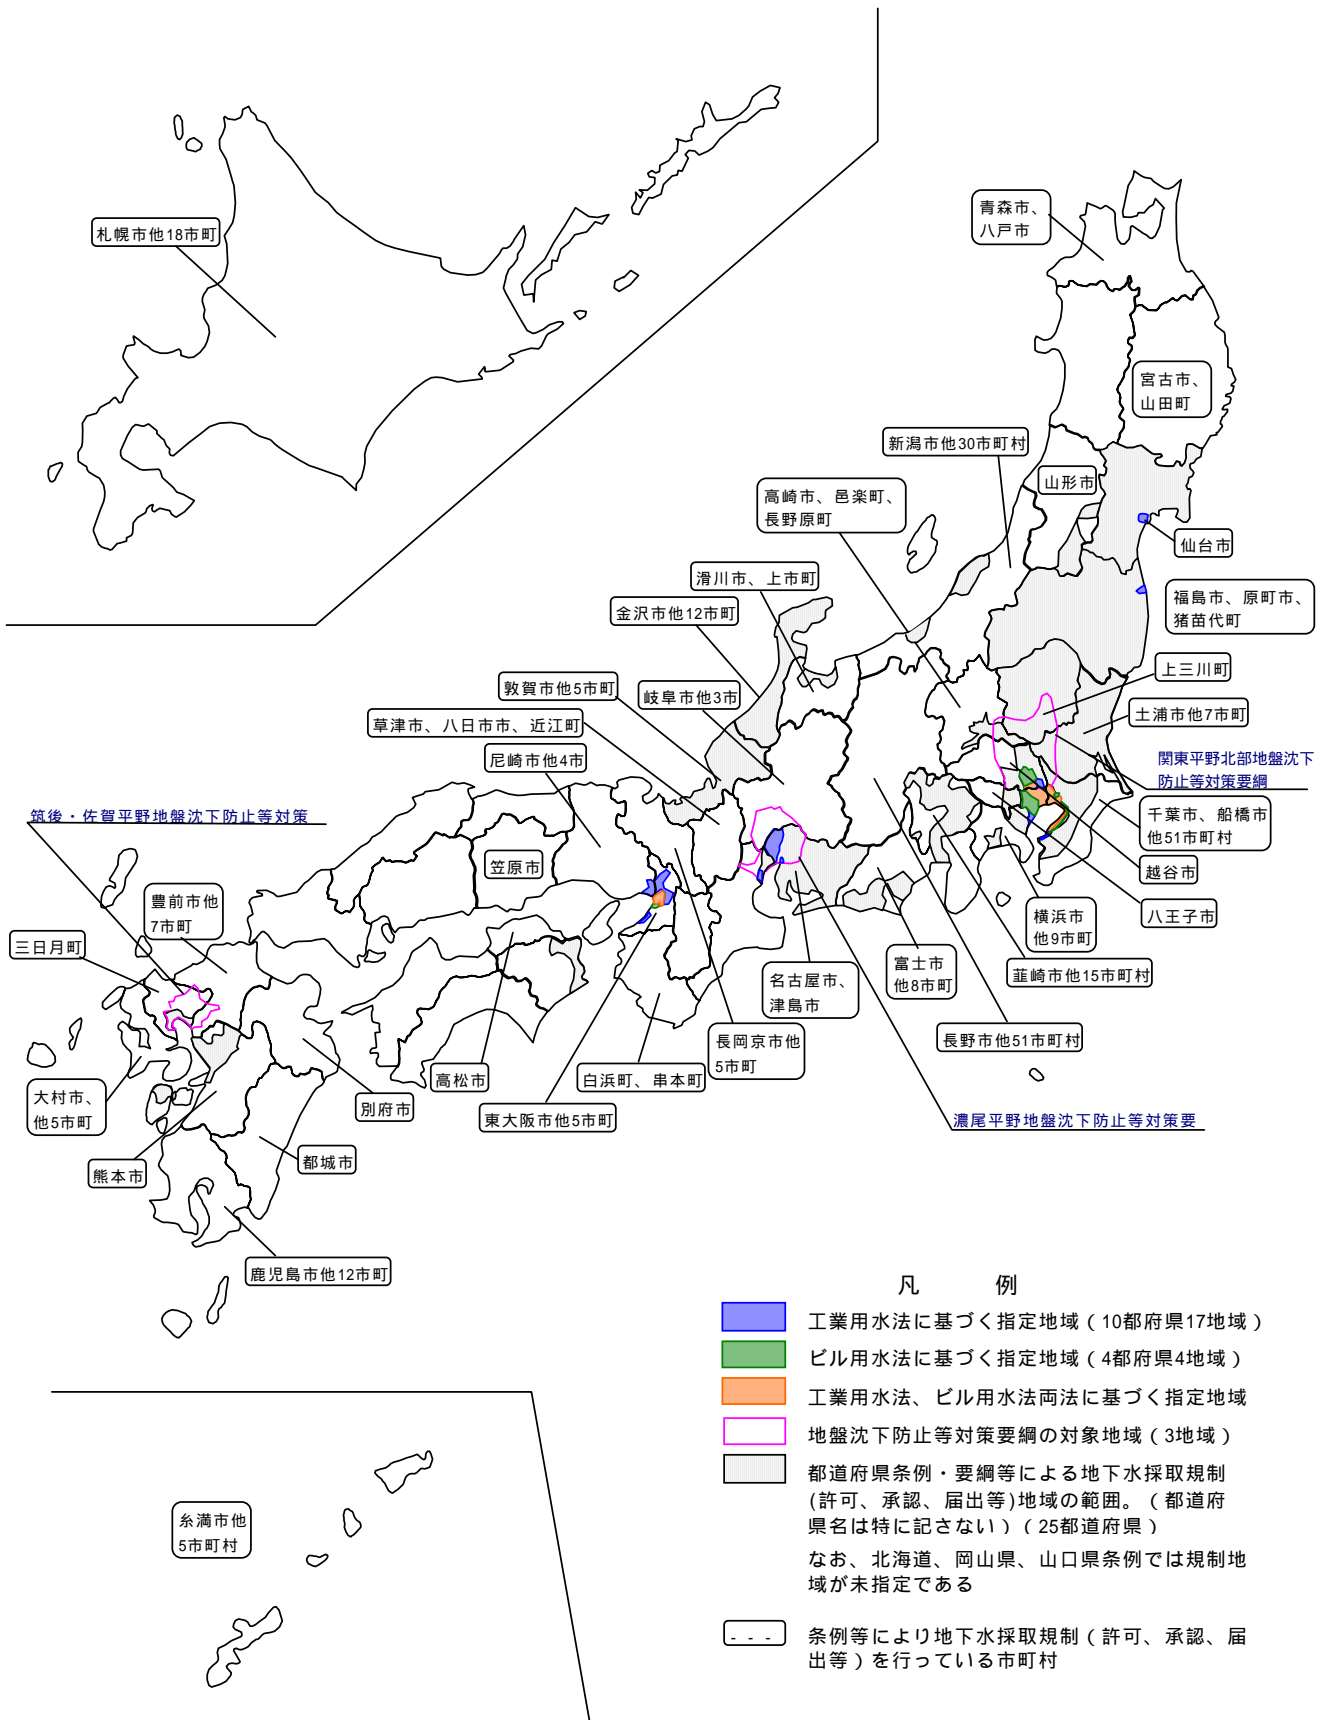 札幌市他18市町
青森市、
八戸市
宮古市、
山田町
新潟市他30市町村
山形市
高崎市、邑楽町、
長野原町
仙台市
滑川市、上市町
福島市、原町市、
猪苗代町
金沢市他12市町
上三川町
敦賀市他5市町
岐阜市他3市
土浦市他7市町
草津市、八日市市、近江町
関東平野北部地盤沈下
防止等対策要綱
尼崎市他4市
千葉市、船橋市
他51市町村
筑後・佐賀平野地盤沈下防止等対策
笠原市
越谷市
豊前市他
7市町
八王子市
横浜市
他9市町
三日月町
韮崎市他15市町村
富士市
他8市町
名古屋市、
津島市
長野市他51市町村
長岡京市他
5市町
高松市
白浜町、串本町
大村市、
他5市町
別府市
東大阪市他5市町
濃尾平野地盤沈下防止等対策要
都城市
熊本市
鹿児島市他12市町
凡　例
工業用水法に基づく指定地域（10都府県17地域）
ビル用水法に基づく指定地域（4都府県4地域）
工業用水法、ビル用水法両法に基づく指定地域
地盤沈下防止等対策要綱の対象地域（3地域）
都道府県条例・要綱等による地下水採取規制
(許可、承認、届出等)地域の範囲。（都道府
県名は特に記さない）（25都道府県）
なお、北海道、岡山県、山口県条例では規制地
域が未指定である
- - -
条例等により地下水採取規制（許可、承認、届
出等）を行っている市町村
糸満市他
5市町村